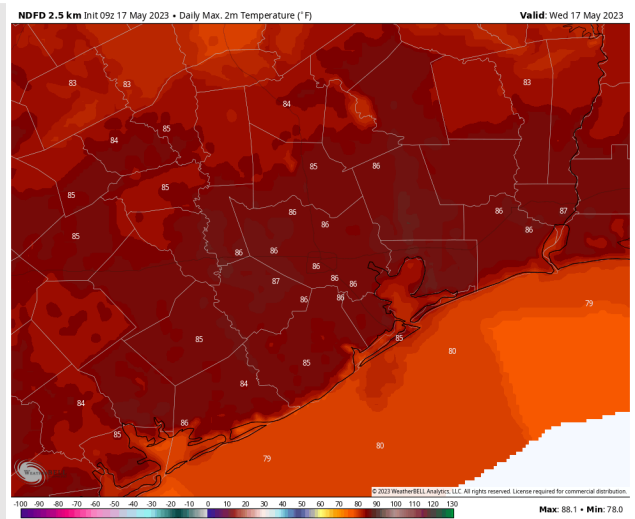 NDFD 2.5 km Init 09z 17 May 2023 • Daily Max. 2m Temperature (°F)
Valid: Wed 17 May 2023
83 83 83
84
85
84
85 86
85
85
86 86 87
86
85
86 86
86
87 86 86
86 86
79
85 85
80
85
84
84
86
85
80
79
© 2023 WeatherBELL Analytics, LLC. All rights reserved. License required for commercial distribution.
-100 -90 -80 -70 -60 -50 -40 -30 -20 -10 0 10 20 30 40 50 60 70 80 90 100 110 120 130
Max: 88.1 • Min: 78.0